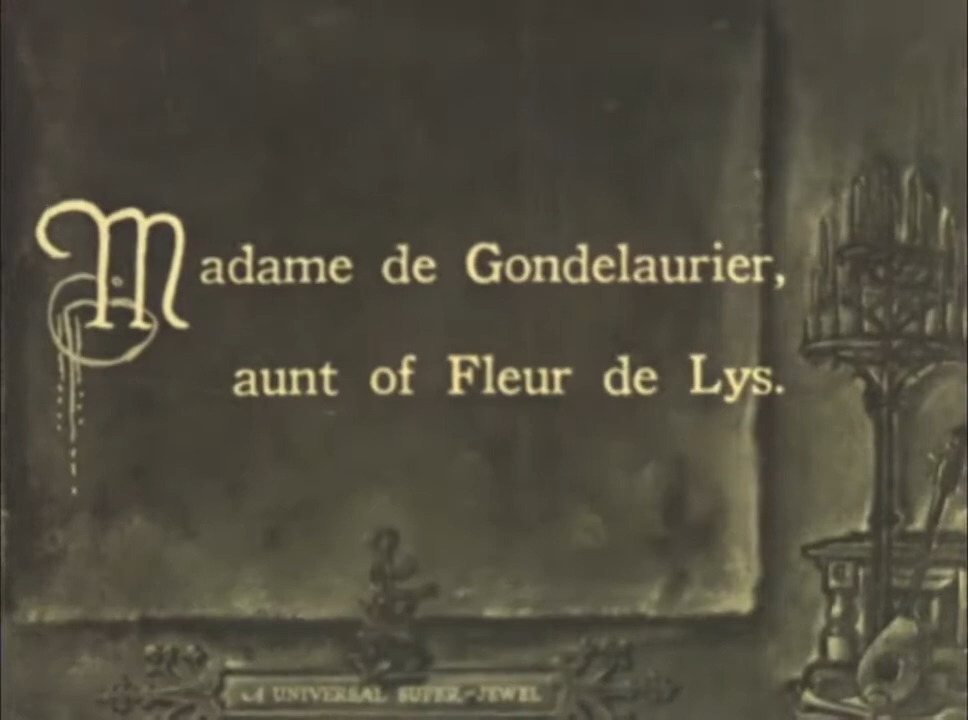 Madame de Gondelaurier,
aunt of Fleur de Lys.
A UNIVERSAL SUPER-JEWEL